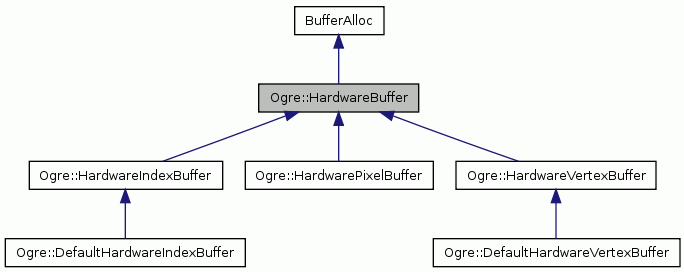 BufferAlloc
Ogre::HardwareBuffer
Ogre::HardwareIndexBuffer
Ogre::HardwarePixelBuffer
Ogre::HardwareVertexBuffer
Ogre::DefaultHardwareIndexBuffer
Ogre::DefaultHardwareVertexBuffer